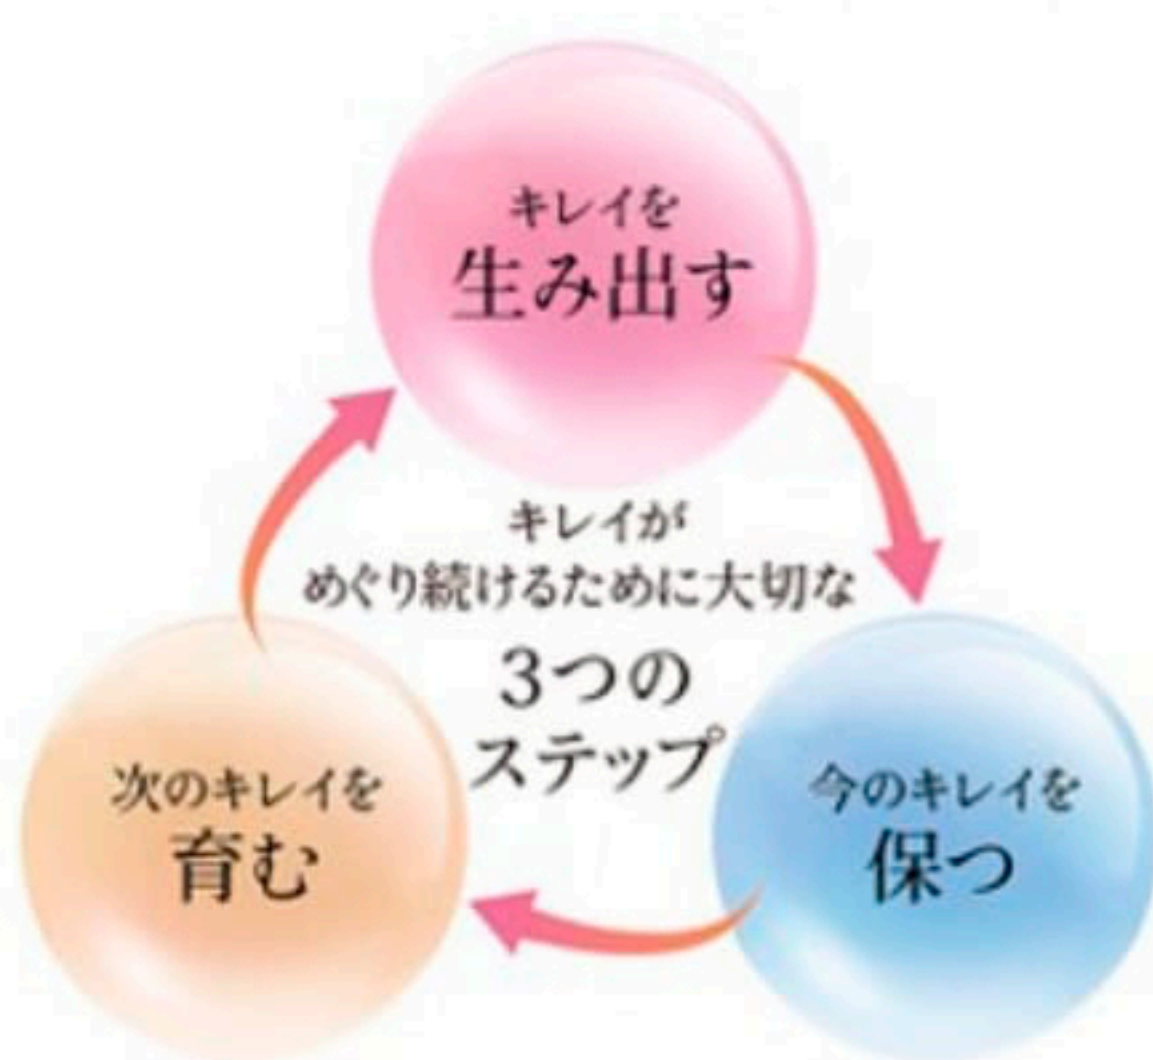 キレイを
生み出す
キレイが
めぐり続けるために大切な
3つの
ステップ
今のキレイを
保つ
次のキレイを
育む